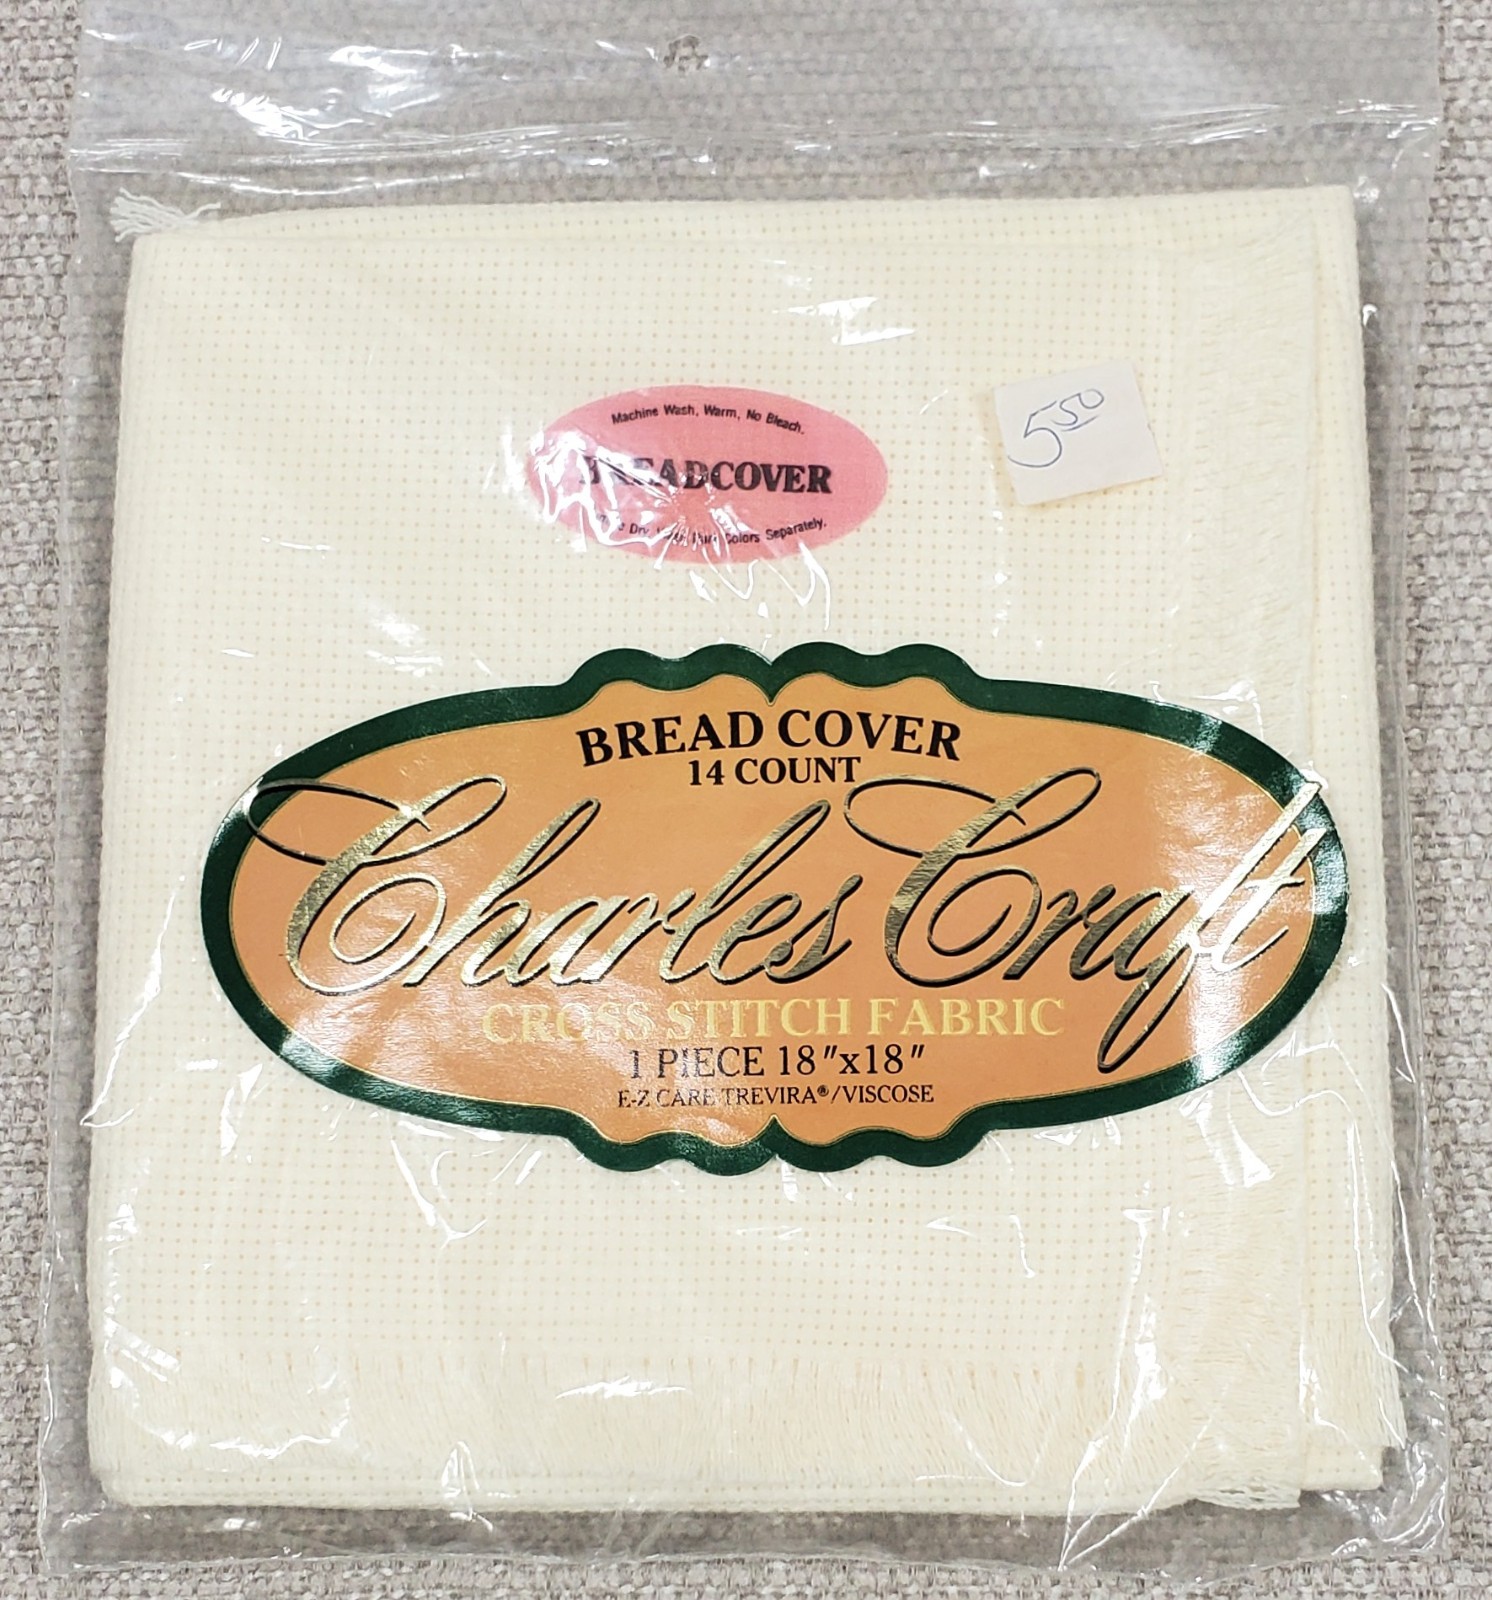 Machine Wash, Warm, No Bleach.
BREADCOVER
Dry, Colors Separately.
5.50
BREAD COVER
14 COUNT
Charles Craft
CROSS STITCH FABRIC
1 PIECE 18"x18"
E-Z CARE TREVIRA®/VISCOSE